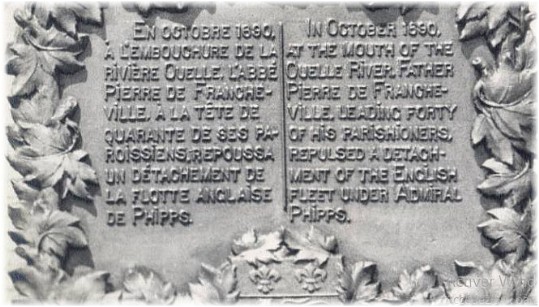 EN OCTOBRE 1690,
À L'EMBOUCHURE DE LA
RIVIÈRE OUELLE, L'ABBÉ
PIERRE DE FRANCHE-
VILLE, À LA TÊTE DE
QUARANTE DE SES PA-
ROISSIENS, REPOUSSA
UN DÉTACHEMENT DE
LA FLOTTE ANGLAISE
DE PHIPPS.
IN OCTOBER 1690,
AT THE MOUTH OF THE
OUELLE RIVER, FATHER
PIERRE DE FRANCHE-
VILLE, LEADING FORTY
OF HIS PARISHIONERS,
REPULSED A DETACH-
MENT OF THE ENGLISH
FLEET UNDER ADMIRAL
PHIPPS.